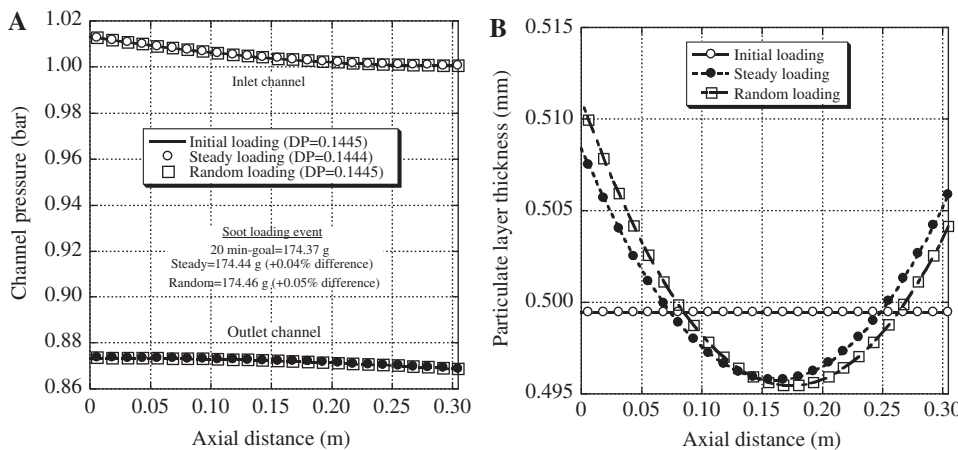 A
1.02
1.00
0.98
0.96
0.94
0.92
0.90
0.88
0.86
Channel pressure (bar)
Inlet channel
Initial loading (DP=0.1445)
Steady loading (DP=0.1444)
Random loading (DP=0.1445)
Soot loading event
20 min-goal=174.37 g
Steady=174.44 g (+0.04% difference)
Random=174.46 g (+0.05% difference)
Outlet channel
0 0.05 0.10 0.15 0.20 0.25 0.30
Axial distance (m)
B
0.510
0.505
0.500
0.495
Particulate layer thickness (mm)
Initial loading
Steady loading
Random loading
0 0.05 0.10 0.15 0.20 0.25 0.30
Axial distance (m)